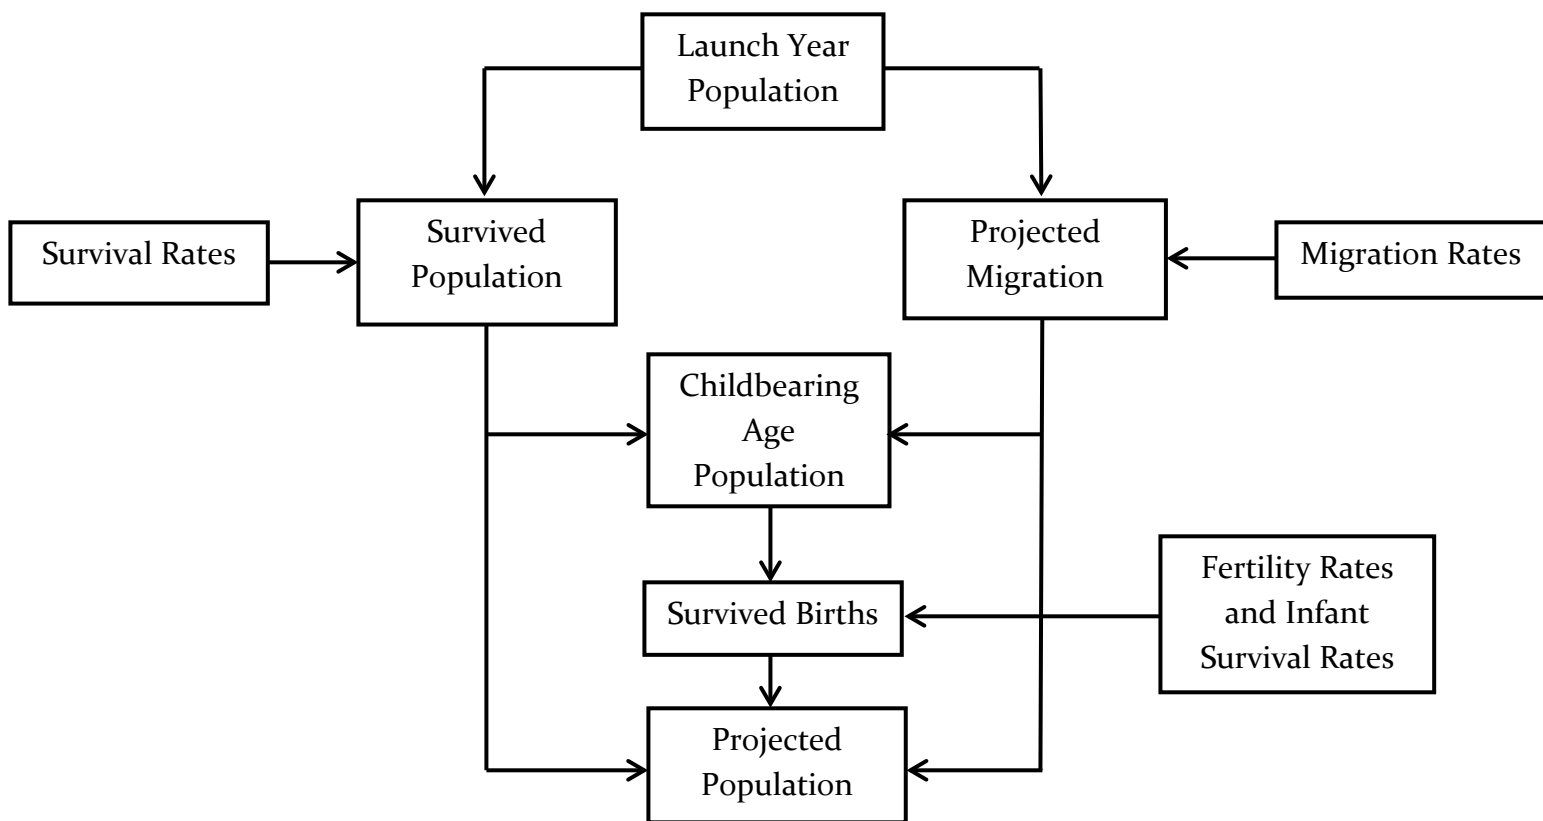 Launch Year
Population
Survival Rates
Survived
Population
Projected
Migration
Migration Rates
Childbearing
Age
Population
Survived Births
Fertility Rates
and Infant
Survival Rates
Projected
Population